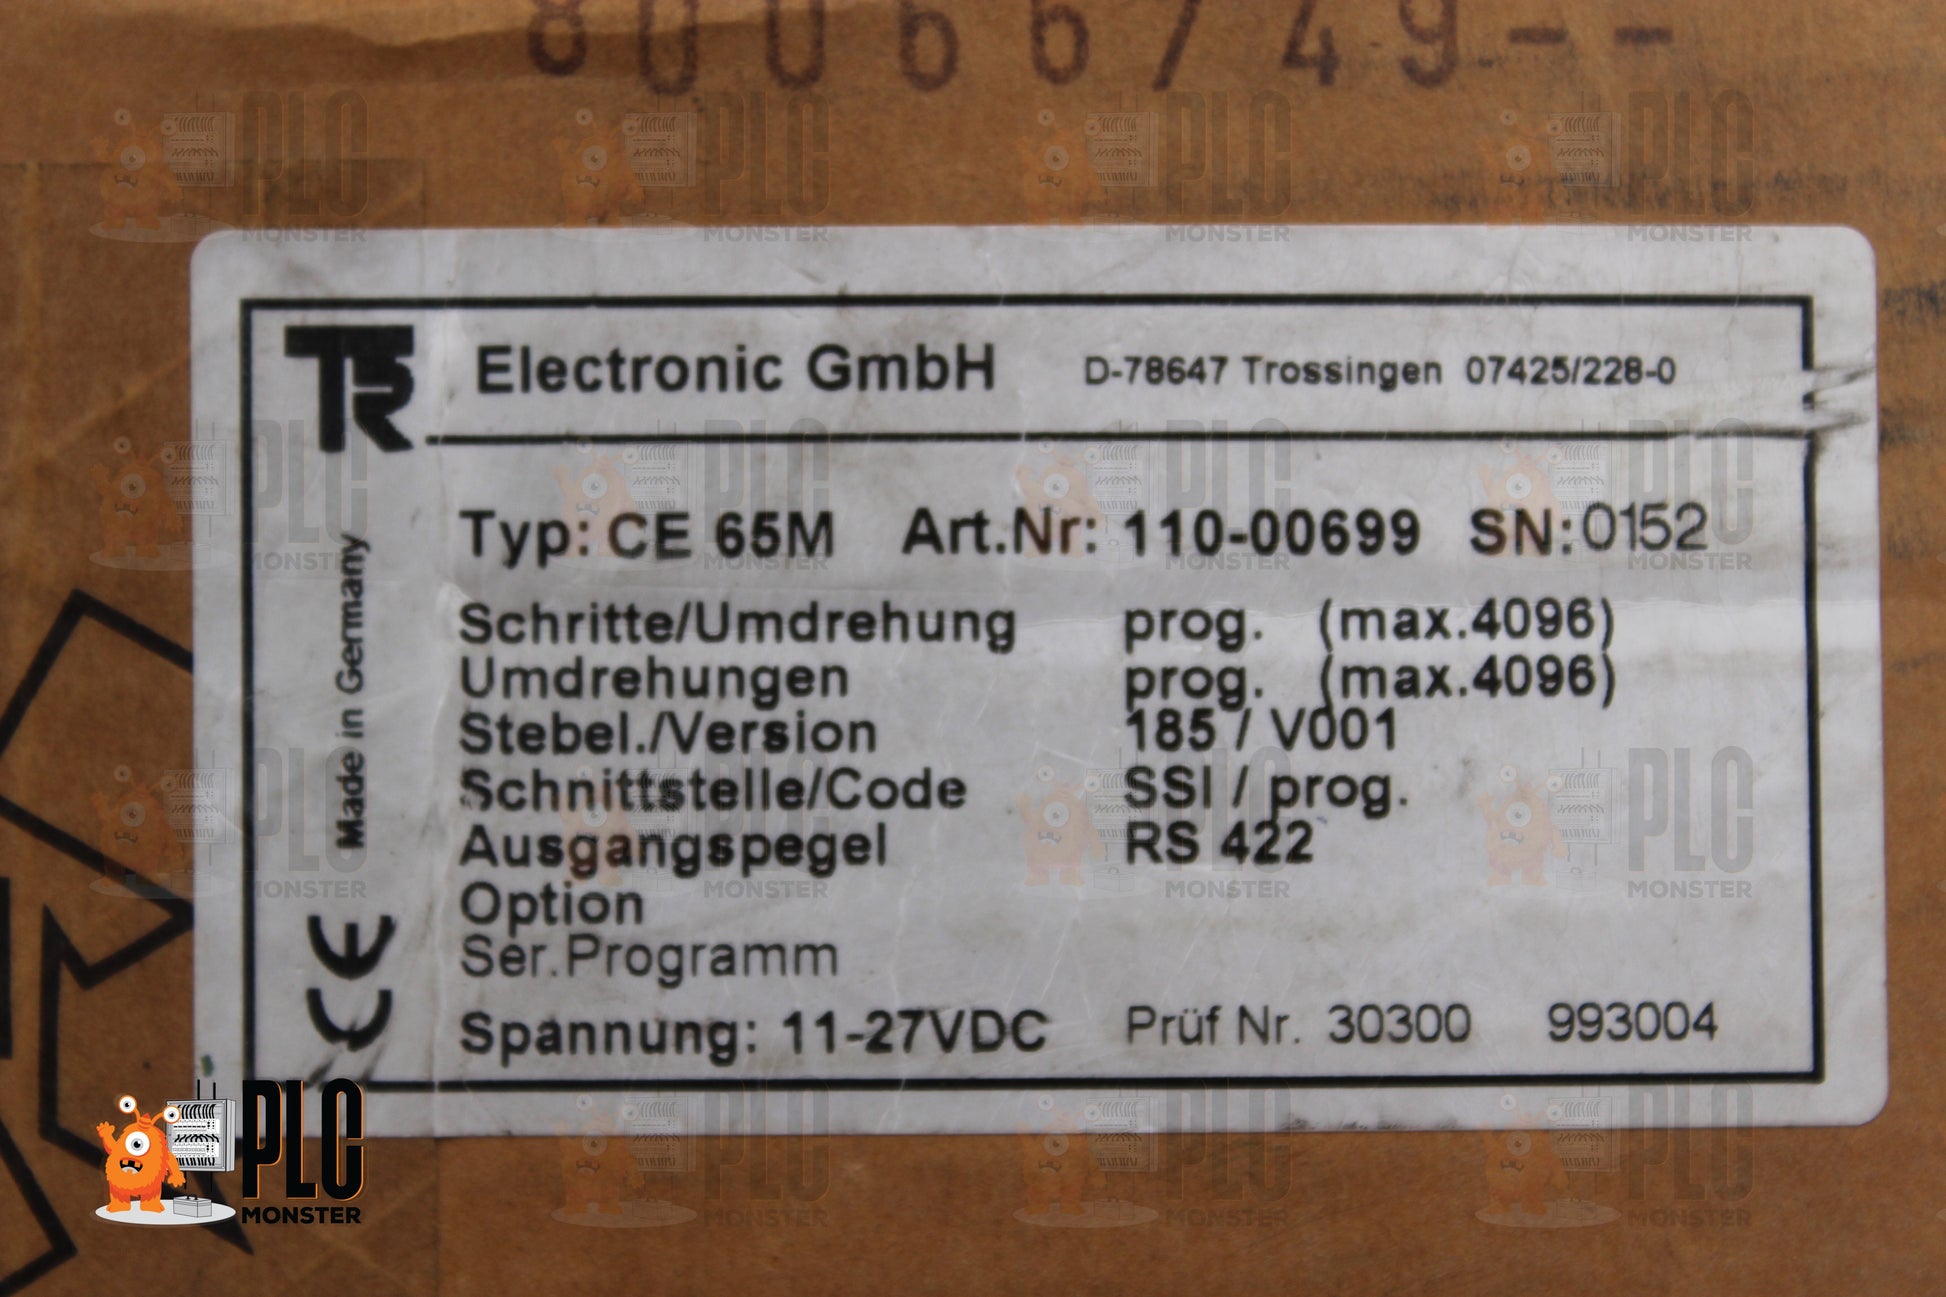 80066749--
TR Electronic GmbH D-78647 Trossingen 07425/228-0
Typ: CE 65M Art.Nr: 110-00699 SN:0152
Schritte/Umdrehung prog. (max.4096)
Umdrehungen prog. (max.4096)
Stebel./Version 185 / V001
Schnittstelle/Code SSI / prog.
Ausgangspegel RS 422
Option
Ser.Programm
Spannung: 11-27VDC Prüf Nr. 30300 993004
Made in Germany
CE
PLC
MONSTER